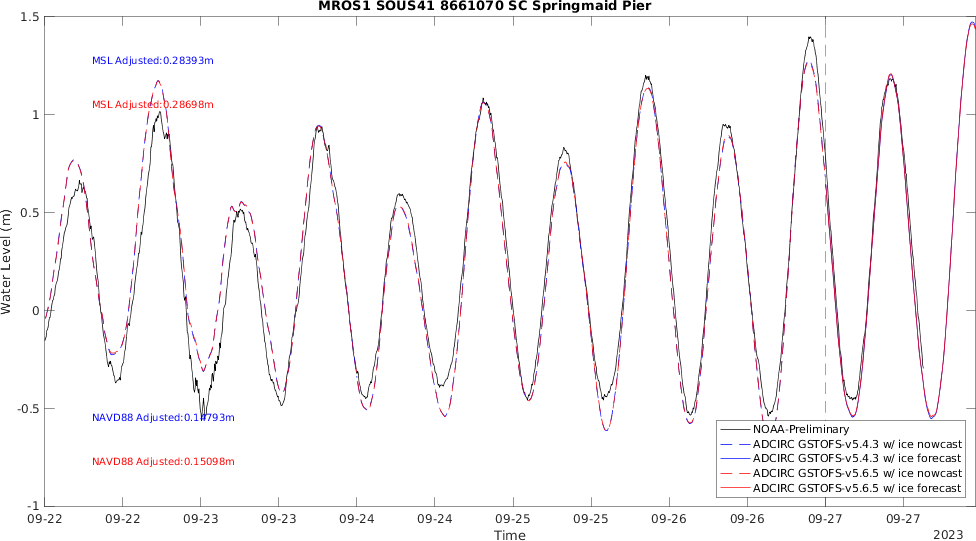 MROS1 SOUS41 8661070 SC Springmaid Pier
1.5
MSL Adjusted:0.28393m
MSL Adjusted:0.28698m
1
0.5
Water Level (m)
0
-0.5
NAVD88 Adjusted:0.14793m
NAVD88 Adjusted:0.15098m
NOAA-Preliminary
ADCIRC GSTOFS-v5.4.3 w/ ice nowcast
ADCIRC GSTOFS-v5.4.3 w/ ice forecast
ADCIRC GSTOFS-v5.6.5 w/ ice nowcast
ADCIRC GSTOFS-v5.6.5 w/ ice forecast
-1
09-22 09-22 09-23 09-23 09-24 09-24 09-25 09-25 09-26 09-26 09-27 09-27
Time
2023